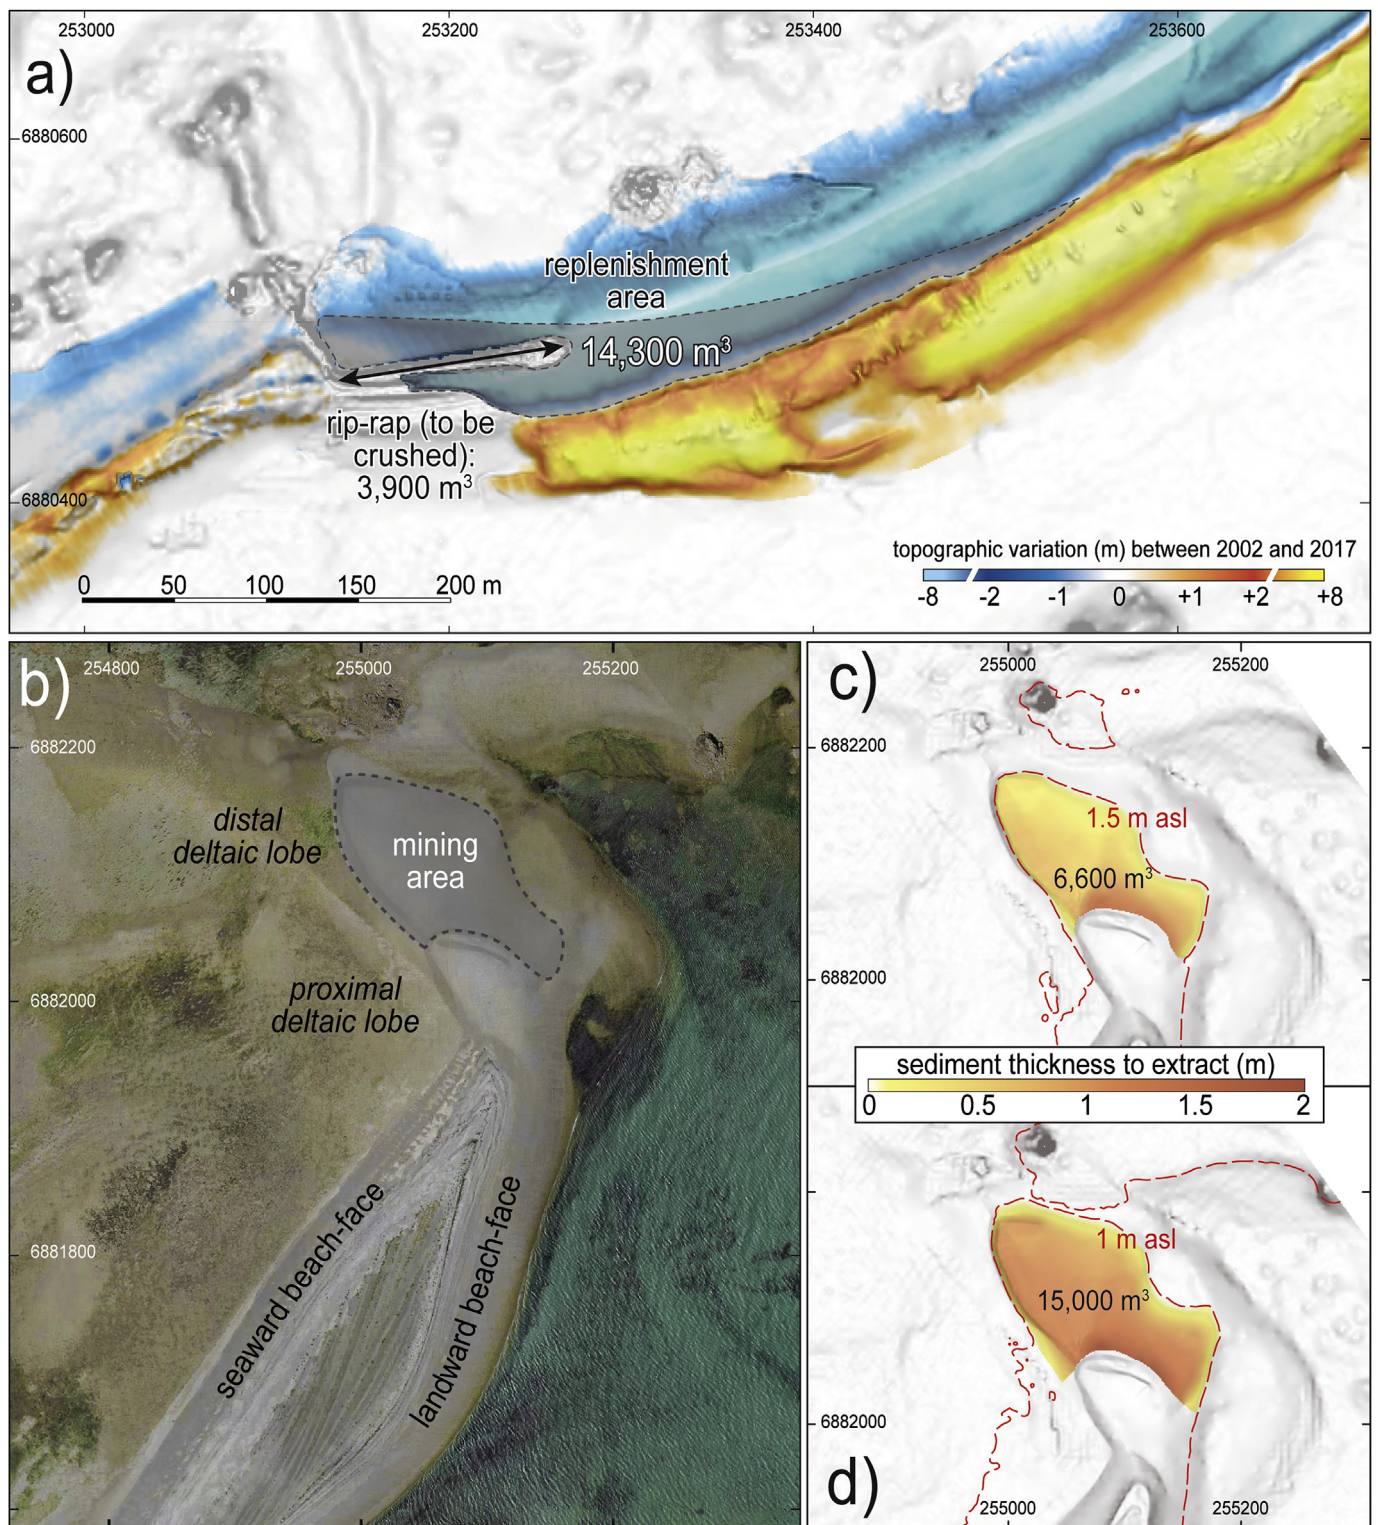 253000
253200
253400
253600
a)
6880600
replenishment
area
14,300 m³
rip-rap (to be
crushed):
3,900 m³
6880400
topographic variation (m) between 2002 and 2017
-8 -2 -1 0 +1 +2 +8
0 50 100 150 200 m
b)
254800
255000
255200
6882200
distal
deltaic lobe
mining
area
proximal
deltaic lobe
6882000
6881800
seaward beach-face
landward beach-face
c)
255000
255200
6882200
1.5 m asl
6,600 m³
6882000
sediment thickness to extract (m)
0 0.5 1 1.5 2
1 m asl
15,000 m³
6882000
d)
255000
255200